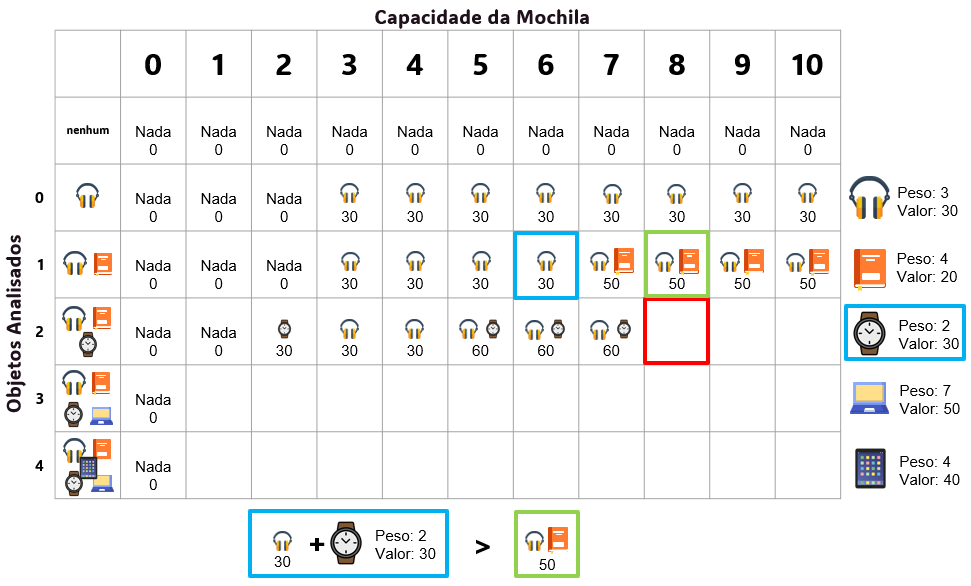 Capacidade da Mochila
0 1 2 3 4 5 6 7 8 9 10
Objetos Analisados
nenhum
Nada Nada Nada Nada Nada Nada Nada Nada Nada Nada Nada
0 0 0 0 0 0 0 0 0 0 0
0
Nada Nada Nada
0 0 0 30 30 30 30 30 30 30 30
Peso: 3
Valor: 30
1
Nada Nada Nada
0 0 0 30 30 30 30 50 50 50 50
Peso: 4
Valor: 20
2
Nada Nada
0 0 30 30 30 60 60 60
Peso: 2
Valor: 30
3
Nada
0
Peso: 7
Valor: 50
4
Nada
0
Peso: 4
Valor: 40
30 + Peso: 2
Valor: 30
> 50